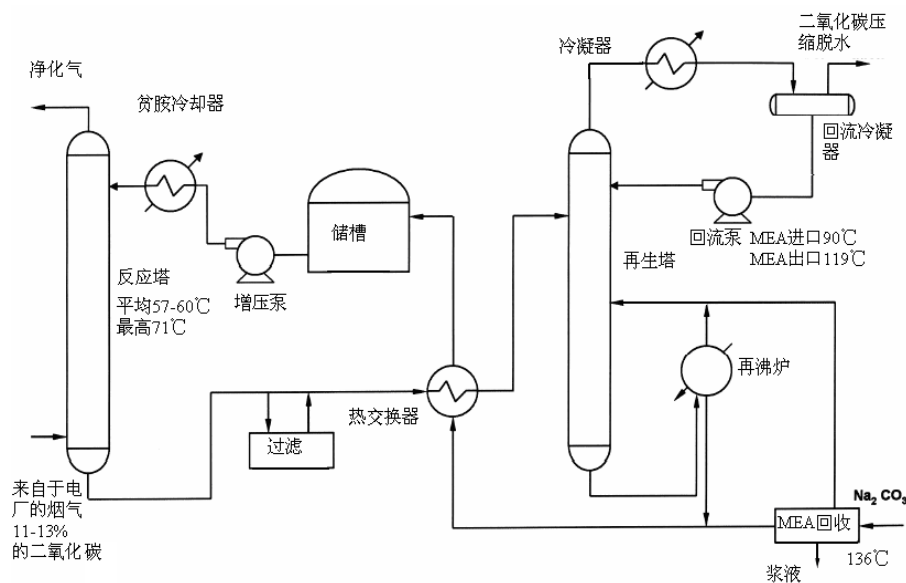 净化气
贫胺冷却器
冷凝器
二氧化碳压
缩脱水
回流冷凝
器
储槽
增压泵
反应塔
平均57-60℃
最高71℃
再生塔
回流泵 MEA进口90℃
MEA出口119℃
再沸炉
热交换器
过滤
来自于电
厂的烟气
11-13%
的二氧化碳
Na₂ CO₃
MEA回收
136℃
浆液